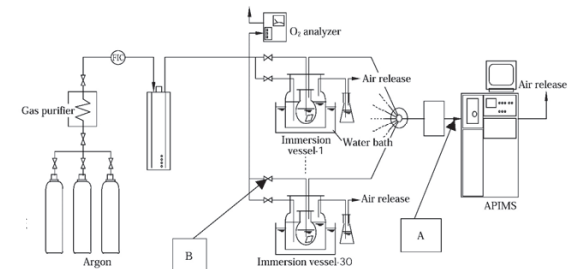 O₂ analyzer
FIC
Gas purifier
Air release
Air release
Water bath
Immersion
vessel-1
Air release
APIMS
A
B
Argon
Immersion vessel-30